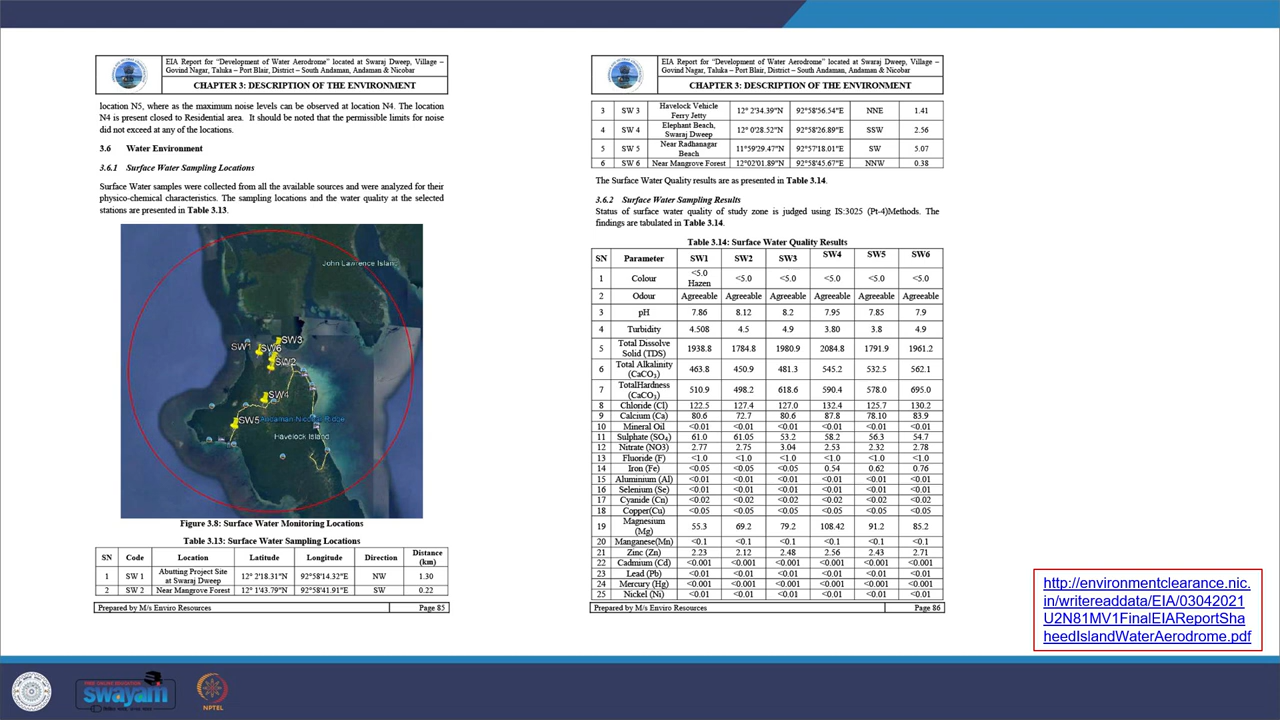 EIA Report for "Development of Water Aerodrome" located at Swaraj Dweep, Village –
Govind Nagar, Taluka – Port Blair, District – South Andaman, Andaman & Nicobar
CHAPTER 3: DESCRIPTION OF THE ENVIRONMENT
location N5, where as the maximum noise levels can be observed at location N4. The location
N4 is present closed to Residential area. It should be noted that the permissible limits for noise
did not exceed at any of the locations.
3.6 Water Environment
3.6.1 Surface Water Sampling Locations
Surface Water samples were collected from all the available sources and were analyzed for their
physico-chemical characteristics. The sampling locations and the water quality at the selected
stations are presented in Table 3.13.
John Lawrence Island
SW3
SW1 SW6
SW2
SW4
SW5 Andaman Nicobar Ridge
Havelock Island
Figure 3.8: Surface Water Monitoring Locations
Table 3.13: Surface Water Sampling Locations
SN Code Location Latitude Longitude Direction Distance
(km)
1 SW 1 Abutting Project Site
at Swaraj Dweep 12° 2'18.31"N 92°58'14.32"E NW 1.30
2 SW 2 Near Mangrove Forest 12° 1'43.79"N 92°58'41.91"E SW 0.22
Prepared by M/s Enviro Resources Page 85
EIA Report for "Development of Water Aerodrome" located at Swaraj Dweep, Village –
Govind Nagar, Taluka – Port Blair, District – South Andaman, Andaman & Nicobar
CHAPTER 3: DESCRIPTION OF THE ENVIRONMENT
3 SW 3 Havelock Vehicle
Ferry Jetty 12° 2'34.39"N 92°58'56.54"E NNE 1.41
4 SW 4 Elephant Beach,
Swaraj Dweep 12° 0'28.52"N 92°58'26.89"E SSW 2.56
5 SW 5 Near Radhanagar
Beach 11°59'29.47"N 92°57'18.01"E SW 5.07
6 SW 6 Near Mangrove Forest 12°02'01.89"N 92°58'45.67"E NNW 0.38
The Surface Water Quality results are as presented in Table 3.14.
3.6.2 Surface Water Sampling Results
Status of surface water quality of study zone is judged using IS:3025 (Pt-4)Methods. The
findings are tabulated in Table 3.14.
Table 3.14: Surface Water Quality Results
SN Parameter SW1 SW2 SW3 SW4 SW5 SW6
1 Colour <5.0
Hazen <5.0 <5.0 <5.0 <5.0 <5.0
2 Odour Agreeable Agreeable Agreeable Agreeable Agreeable Agreeable
3 pH 7.86 8.12 8.2 7.95 7.85 7.9
4 Turbidity 4.508 4.5 4.9 3.80 3.8 4.9
5 Total Dissolve
Solid (TDS) 1938.8 1784.8 1980.9 2084.8 1791.9 1961.2
6 Total Alkalinity
(CaCO₃) 463.8 450.9 481.3 545.2 532.5 562.1
7 TotalHardness
(CaCO₃) 510.9 498.2 618.6 590.4 578.0 695.0
8 Chloride (Cl) 122.5 127.4 127.0 132.4 125.7 130.2
9 Calcium (Ca) 80.6 72.7 80.6 87.8 78.10 83.9
10 Mineral Oil <0.01 <0.01 <0.01 <0.01 <0.01 <0.01
11 Sulphate (SO₄) 61.0 61.05 53.2 58.2 56.3 54.7
12 Nitrate (NO3) 2.77 2.75 3.04 2.53 2.32 2.78
13 Fluoride (F) <1.0 <1.0 <1.0 <1.0 <1.0 <1.0
14 Iron (Fe) <0.05 <0.05 <0.05 0.54 0.62 0.76
15 Aluminium (Al) <0.01 <0.01 <0.01 <0.01 <0.01 <0.01
16 Selenium (Se) <0.01 <0.01 <0.01 <0.01 <0.01 <0.01
17 Cyanide (Cn) <0.02 <0.02 <0.02 <0.02 <0.02 <0.02
18 Copper(Cu) <0.05 <0.05 <0.05 <0.05 <0.05 <0.05
19 Magnesium
(Mg) 55.3 69.2 79.2 108.42 91.2 85.2
20 Manganese(Mn) <0.1 <0.1 <0.1 <0.1 <0.1 <0.1
21 Zinc (Zn) 2.23 2.12 2.48 2.56 2.43 2.71
22 Cadmium (Cd) <0.001 <0.001 <0.001 <0.001 <0.001 <0.001
23 Lead (Pb) <0.01 <0.01 <0.01 <0.01 <0.01 <0.01
24 Mercury (Hg) <0.001 <0.001 <0.001 <0.001 <0.001 <0.001
25 Nickel (Ni) <0.01 <0.01 <0.01 <0.01 <0.01 <0.01
Prepared by M/s Enviro Resources Page 86
http://environmentclearance.nic.
in/writereaddata/EIA/03042021
U2N81MV1FinalEIAReportSha
heedIslandWaterAerodrome.pdf
swayam
NPTEL